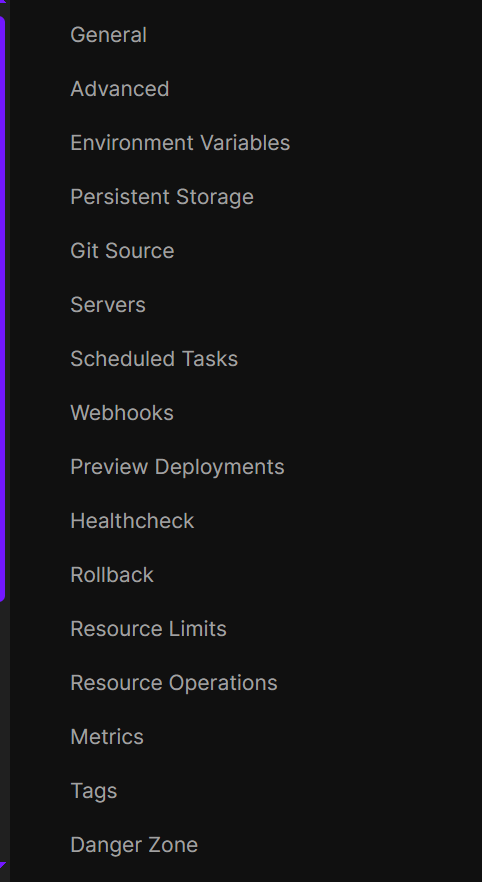 General
Advanced
Environment Variables
Persistent Storage
Git Source
Servers
Scheduled Tasks
Webhooks
Preview Deployments
Healthcheck
Rollback
Resource Limits
Resource Operations
Metrics
Tags
Danger Zone